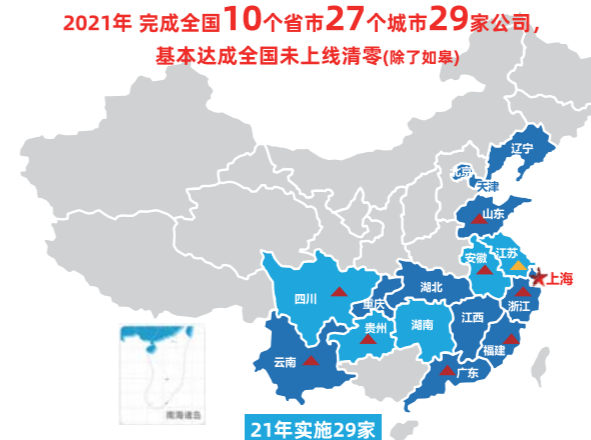 2021年 完成全国10个省市27个城市29家公司，
基本达成全国未上线清零(除了如皋)
辽宁
北京
天津
山东
江苏
安徽
上海
四川
重庆
湖北
浙江
贵州
湖南
江西
福建
云南
广东
南海诸岛
21年实施29家